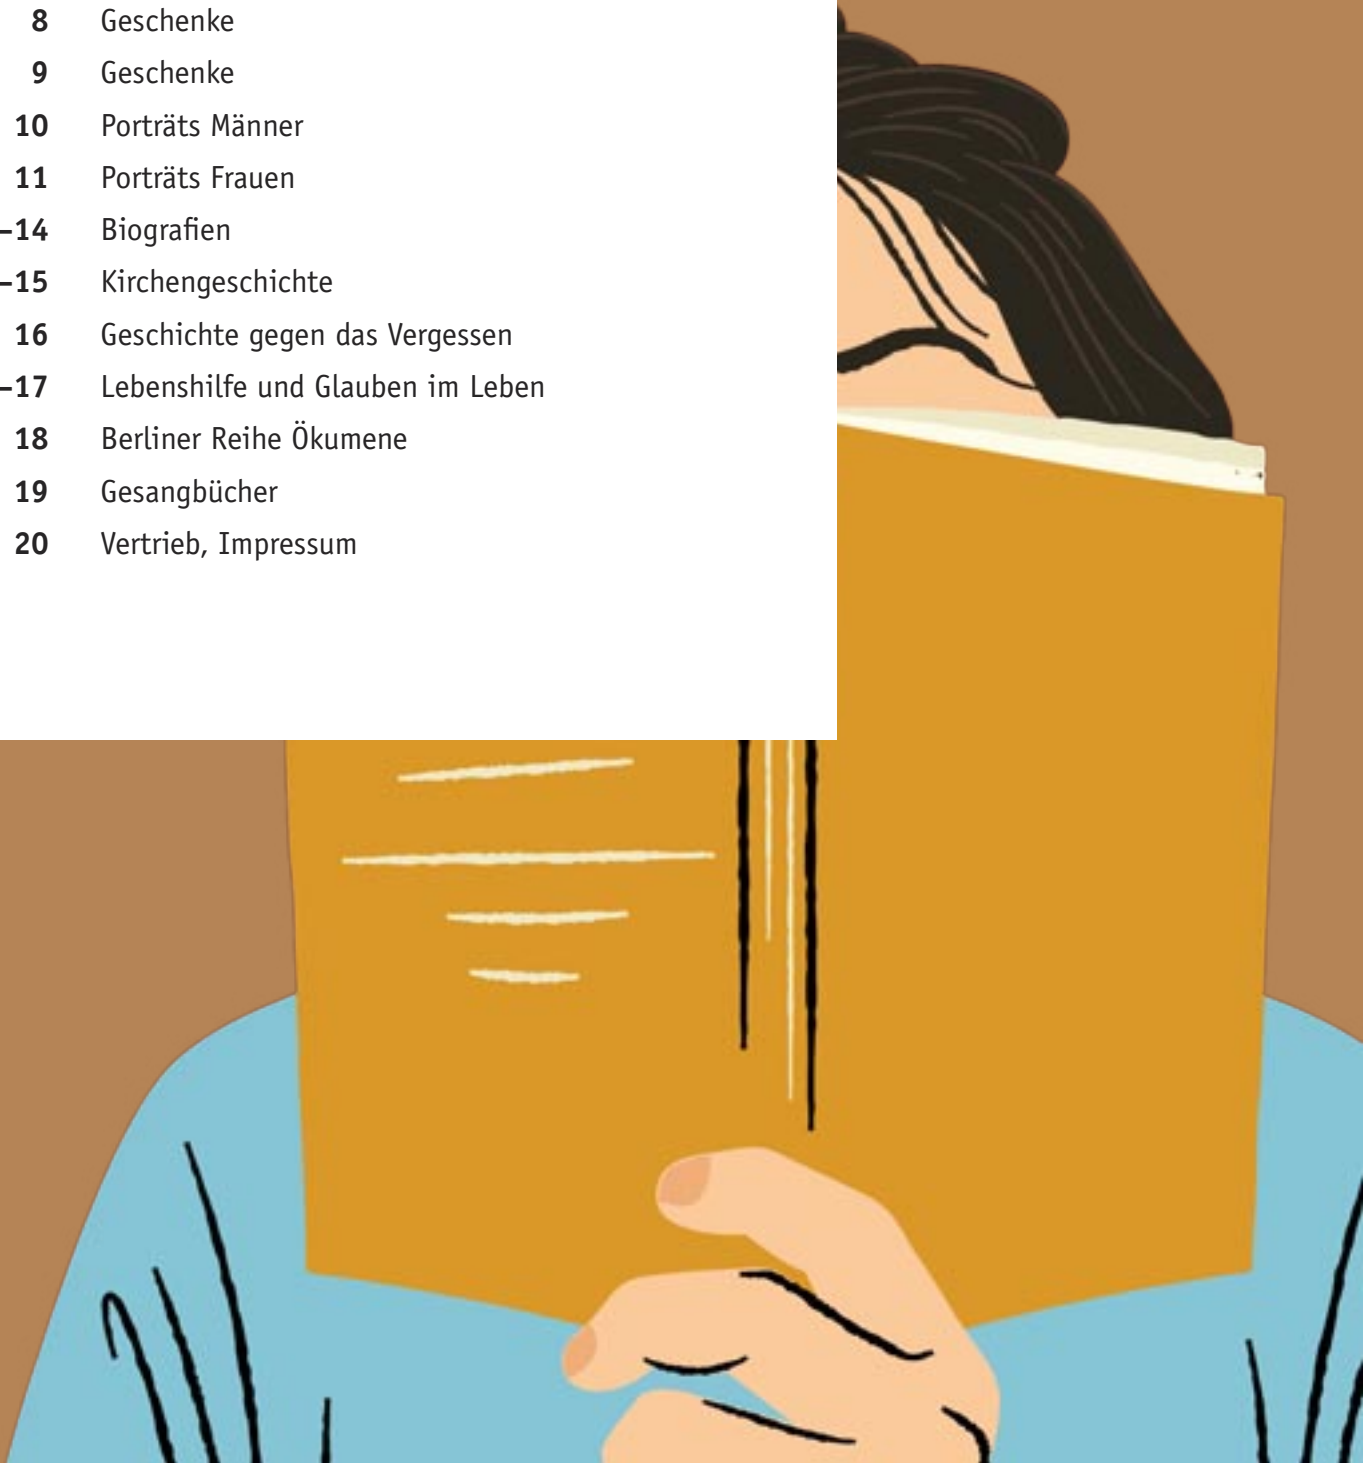 8 Geschenke
9 Geschenke
10 Porträts Männer
11 Porträts Frauen
–14 Biografien
–15 Kirchengeschichte
16 Geschichte gegen das Vergessen
–17 Lebenshilfe und Glauben im Leben
18 Berliner Reihe Ökumene
19 Gesangbücher
20 Vertrieb, Impressum